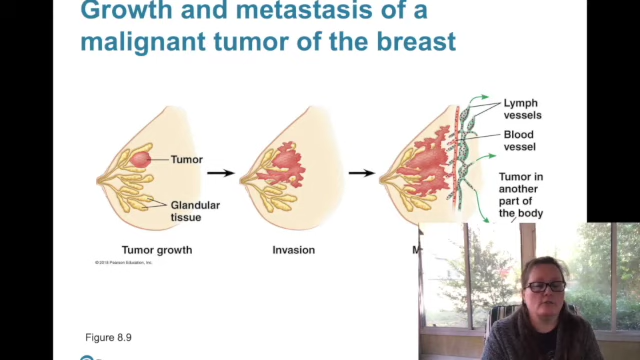 Growth and metastasis of a
malignant tumor of the breast
Tumor
Glandular
tissue
Lymph
vessels
Blood
vessel
Tumor in
another
part of
the body
Tumor growth
Invasion
M
© 2019 Pearson Education, Inc.
Figure 8.9